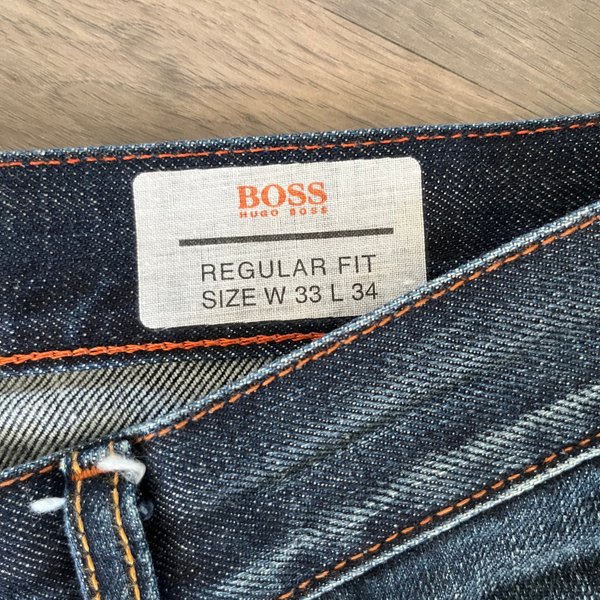 BOSS
HUGO BOSS
REGULAR FIT
SIZE W 33 L 34